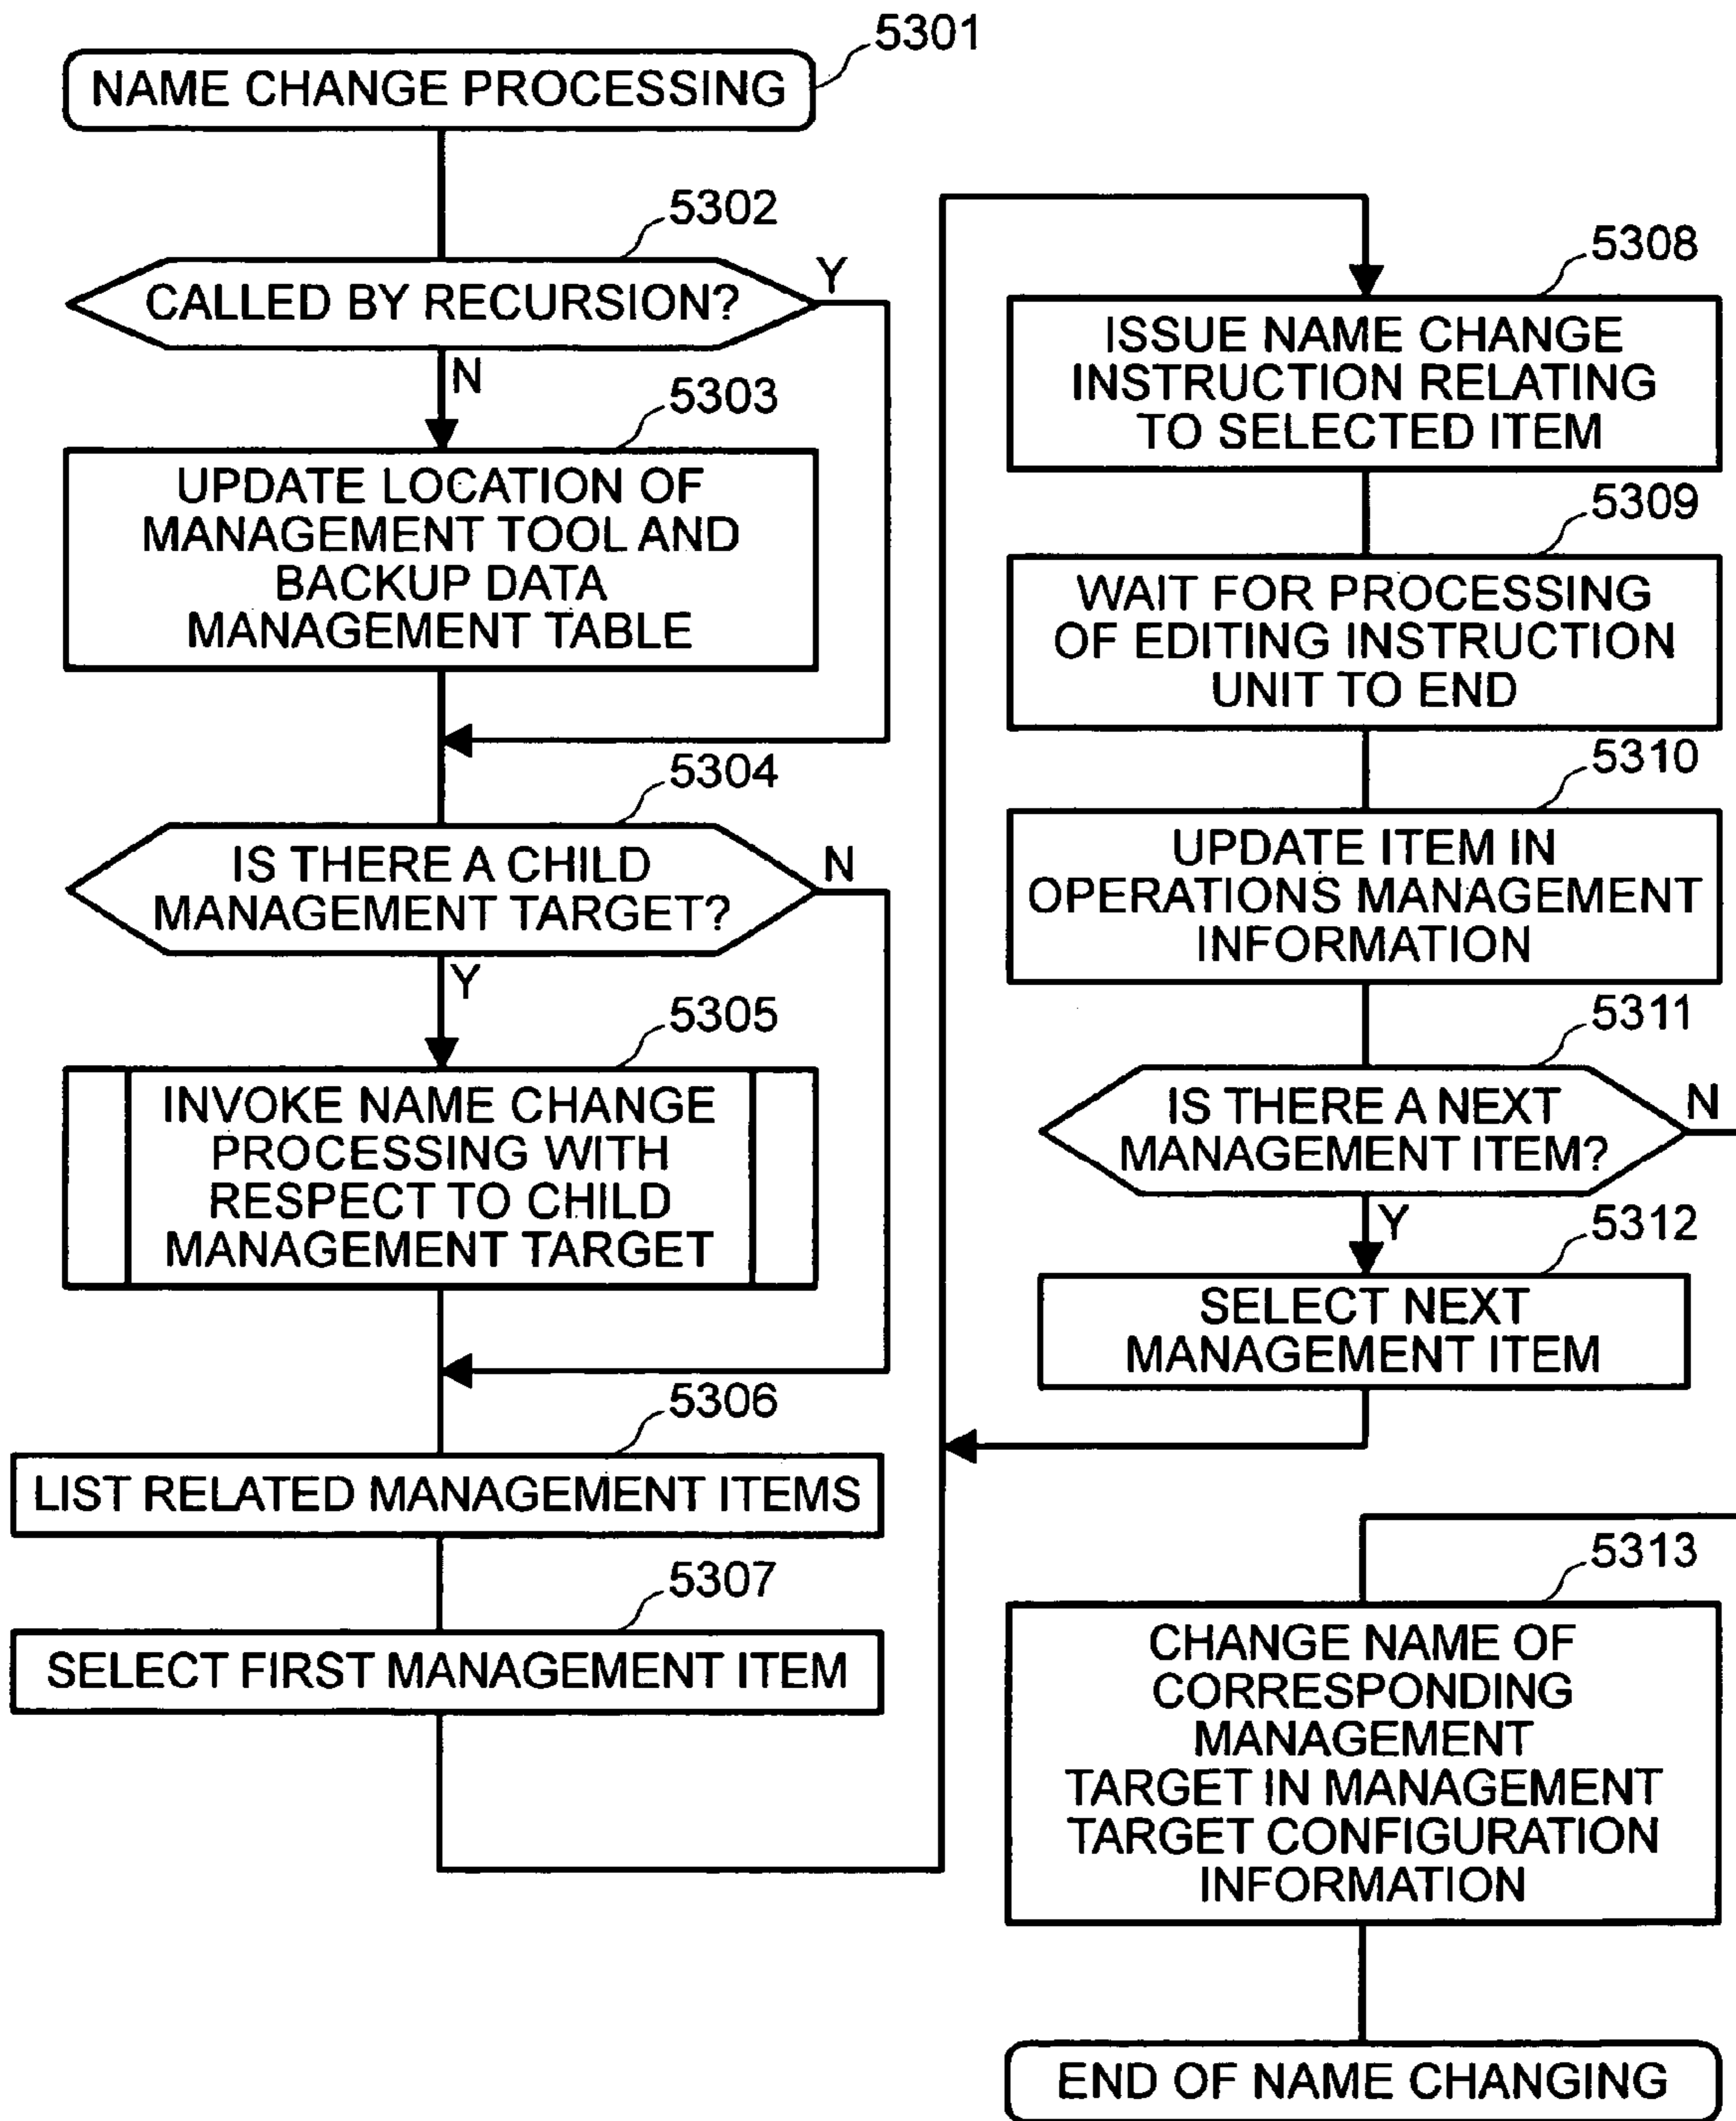 5301
NAME CHANGE PROCESSING
5302
CALLED BY RECURSION?
Y
N
5303
UPDATE LOCATION OF
MANAGEMENT TOOL AND
BACKUP DATA
MANAGEMENT TABLE
5304
IS THERE A CHILD
MANAGEMENT TARGET?
N
Y
5305
INVOKE NAME CHANGE
PROCESSING WITH
RESPECT TO CHILD
MANAGEMENT TARGET
5306
LIST RELATED MANAGEMENT ITEMS
5307
SELECT FIRST MANAGEMENT ITEM
5308
ISSUE NAME CHANGE
INSTRUCTION RELATING
TO SELECTED ITEM
5309
WAIT FOR PROCESSING
OF EDITING INSTRUCTION
UNIT TO END
5310
UPDATE ITEM IN
OPERATIONS MANAGEMENT
INFORMATION
5311
IS THERE A NEXT
MANAGEMENT ITEM?
N
Y
5312
SELECT NEXT
MANAGEMENT ITEM
5313
CHANGE NAME OF
CORRESPONDING
MANAGEMENT
TARGET IN MANAGEMENT
TARGET CONFIGURATION
INFORMATION
END OF NAME CHANGING